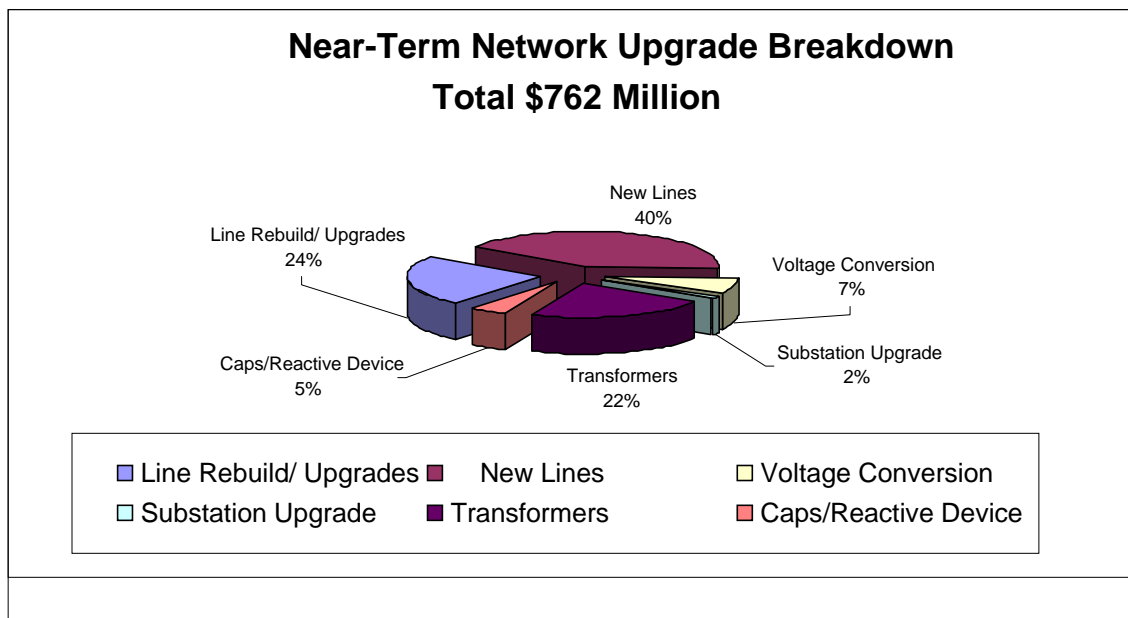 Near-Term Network Upgrade Breakdown
Total $762 Million
New Lines
40%
Line Rebuild/ Upgrades
24%
Voltage Conversion
7%
Substation Upgrade
2%
Caps/Reactive Device
5%
Transformers
22%
Line Rebuild/ Upgrades
New Lines
Voltage Conversion
Substation Upgrade
Transformers
Caps/Reactive Device